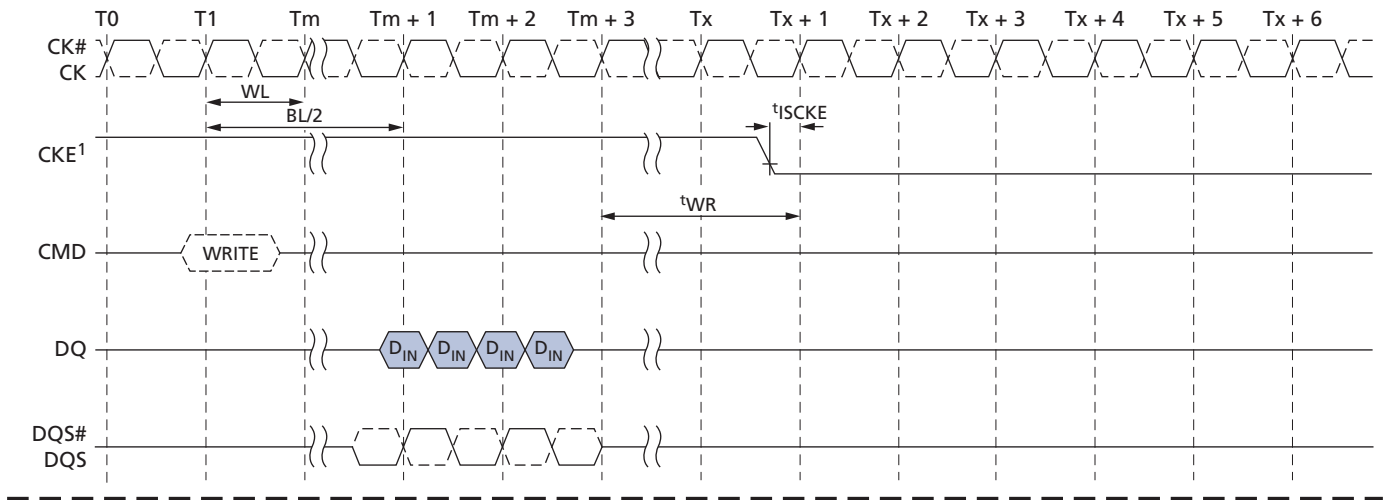 T0 T1 Tm Tm + 1 Tm + 2 Tm + 3 Tx Tx + 1 Tx + 2 Tx + 3 Tx + 4 Tx + 5 Tx + 6
CK#
CK
WL
BL/2
tISCKE
CKE1
tWR
CMD WRITE
DQ DIN DIN DIN DIN
DQS#
DQS